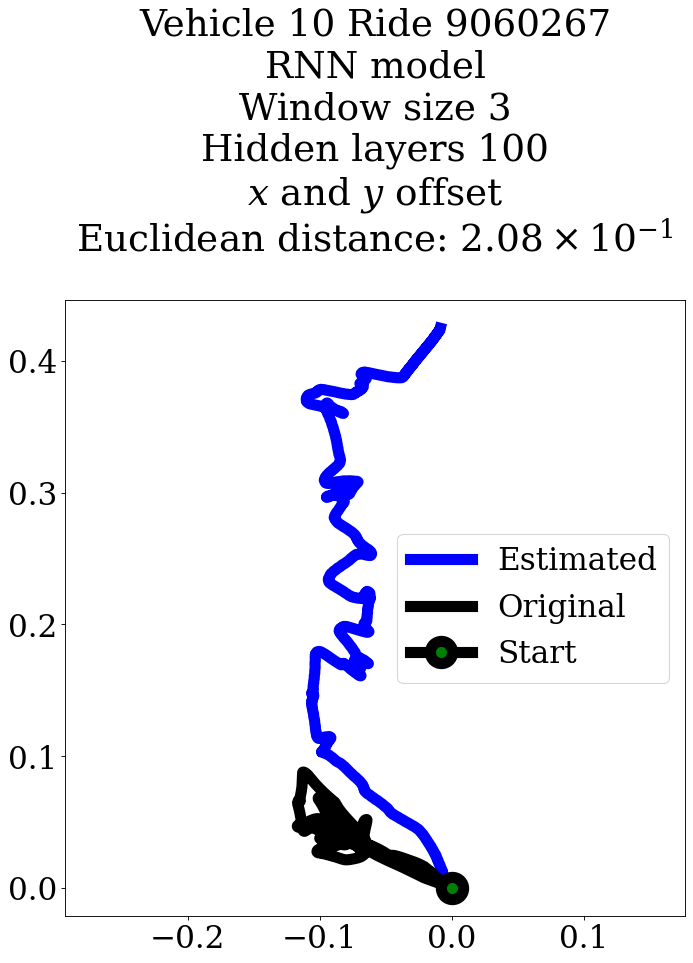 Vehicle 10 Ride 9060267
RNN model
Window size 3
Hidden layers 100
x and y offset
Euclidean distance: 2.08 × 10⁻¹
0.4
0.3
0.2
0.1
0.0
Estimated
Original
Start
−0.2 −0.1 0.0 0.1